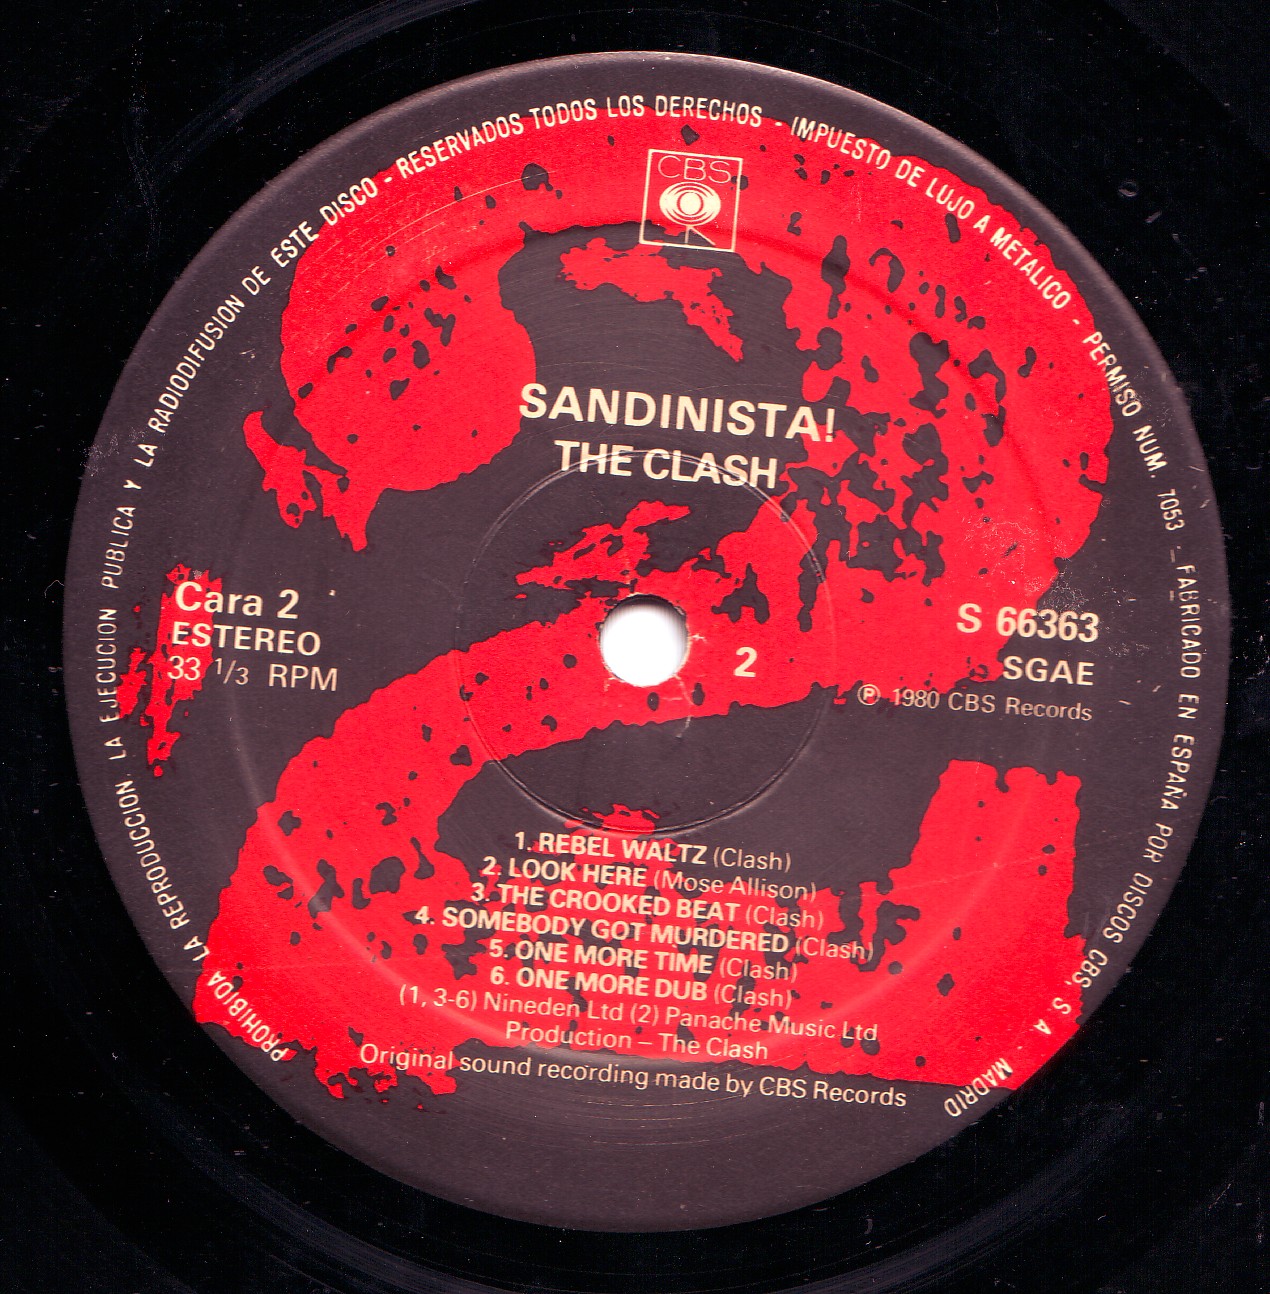 PROHIBIDA LA REPRODUCCION, LA EJECUCION PUBLICA Y LA RADIODIFUSION DE ESTE DISCO - RESERVADOS TODOS LOS DERECHOS - IMPUESTO DE LUJO A METALICO - PERMISO NUM. 7053 - FABRICADO EN ESPAÑA POR DISCOS CBS, S. A. - MADRID
CBS
SANDINISTA!
THE CLASH
Cara 2
ESTEREO
33 1/3 RPM
2
S 66363
SGAE
Ⓟ 1980 CBS Records
1. REBEL WALTZ (Clash)
2. LOOK HERE (Mose Allison)
3. THE CROOKED BEAT (Clash)
4. SOMEBODY GOT MURDERED (Clash)
5. ONE MORE TIME (Clash)
6. ONE MORE DUB (Clash)
(1, 3-6) Nineden Ltd (2) Panache Music Ltd
Production – The Clash
Original sound recording made by CBS Records